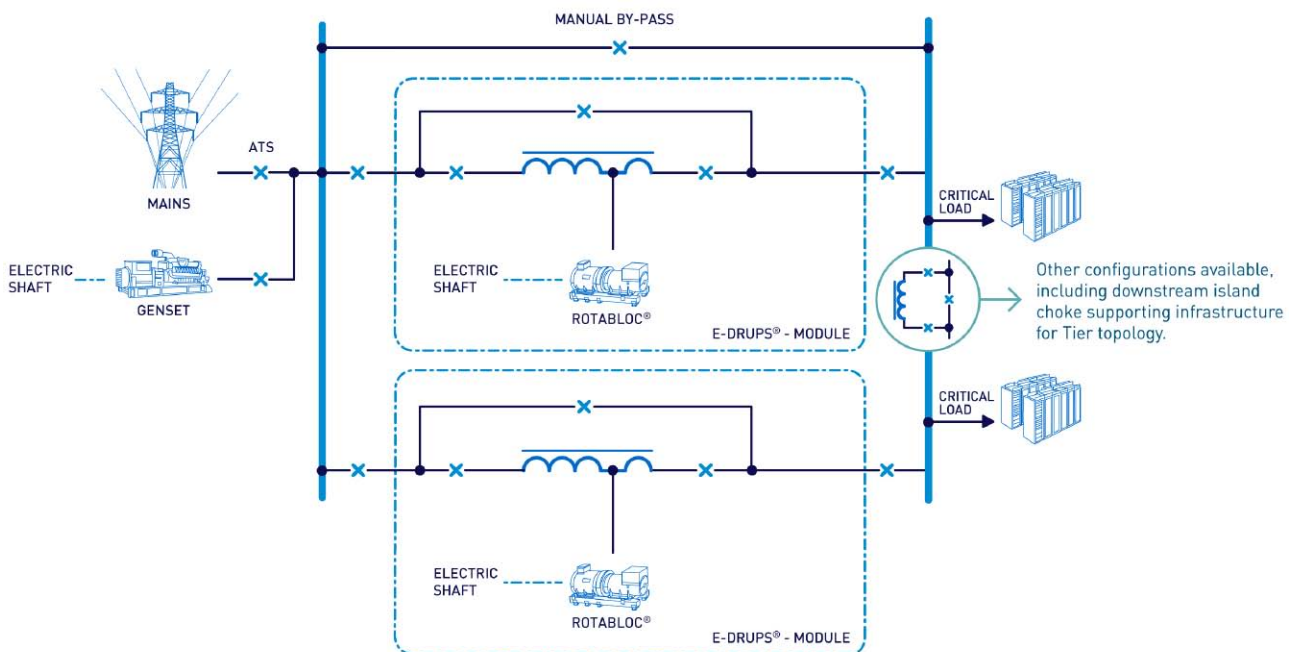 MANUAL BY-PASS
ATS
MAINS
ELECTRIC
SHAFT
GENSET
ELECTRIC
SHAFT
ROTABLOC®
E-DRUPS® - MODULE
CRITICAL
LOAD
Other configurations available,
including downstream island
choke supporting infrastructure
for Tier topology.
CRITICAL
LOAD
ELECTRIC
SHAFT
ROTABLOC®
E-DRUPS® - MODULE